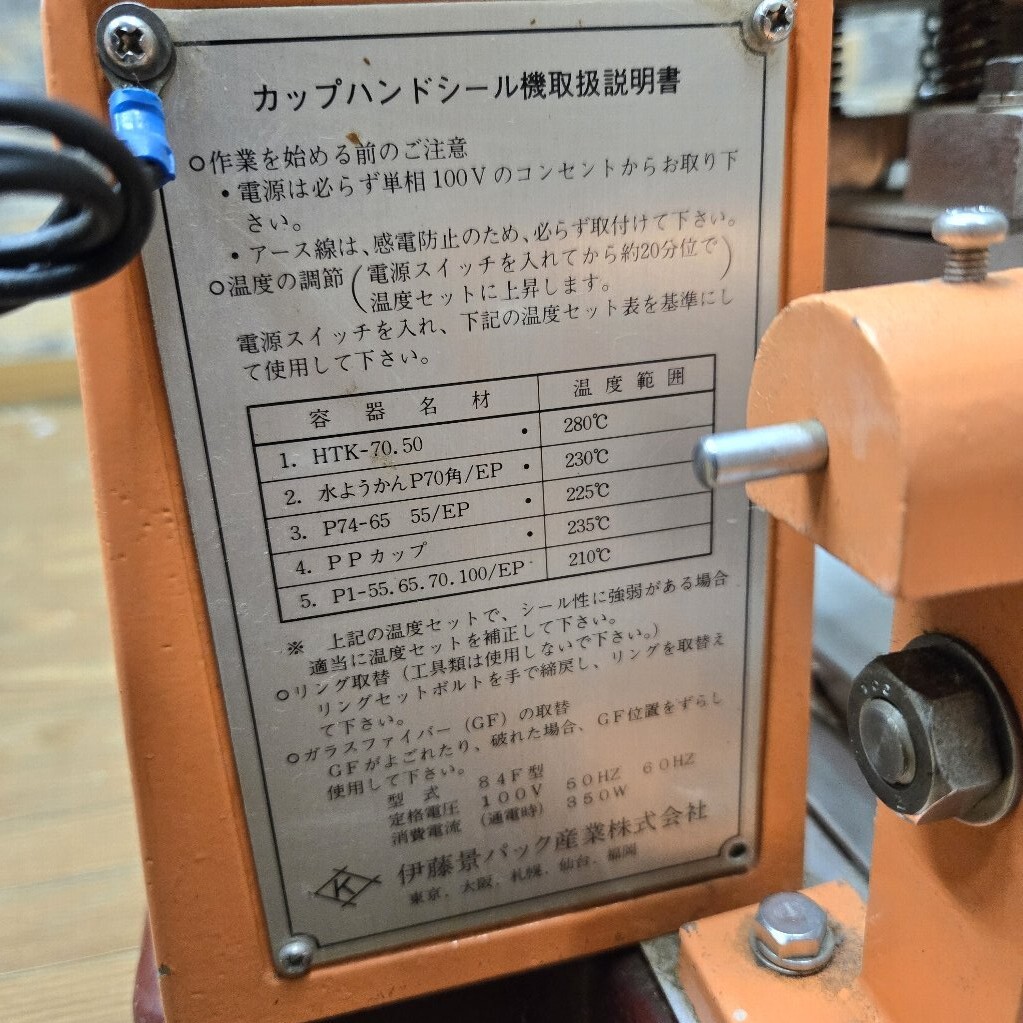 カップハンドシール機取扱説明書
○作業を始める前のご注意
・電源は必らず単相100Vのコンセントからお取り下
さい。
・アース線は、感電防止のため、必らず取付けて下さい。
○温度の調節(電源スイッチを入れてから約20分位で
温度セットに上昇します。)
電源スイッチを入れ、下記の温度セット表を基準にし
て使用して下さい。
容器名材 温度範囲
1. HTK-70.50 ・ 280℃
2. 水ようかんP70角/EP ・ 230℃
3. P74-65 55/EP ・ 225℃
4. PPカップ ・ 235℃
5. P1-55.65.70.100/EP 210℃
※ 上記の温度セットで、シール性に強弱がある場合
適当に温度セットを補正して下さい。
○リング取替(工具類は使用しないで下さい。)
リングセットボルトを手で締戻し、リングを取替え
て下さい。
○ガラスファイバー(GF)の取替
GFがよごれたり、破れた場合、GF位置をずらし
使用して下さい。
型式 84F型
定格電圧 100V 50HZ 60HZ
消費電流(通電時) 350W
K 伊藤景パック産業株式会社
東京、大阪、札幌、仙台、福岡